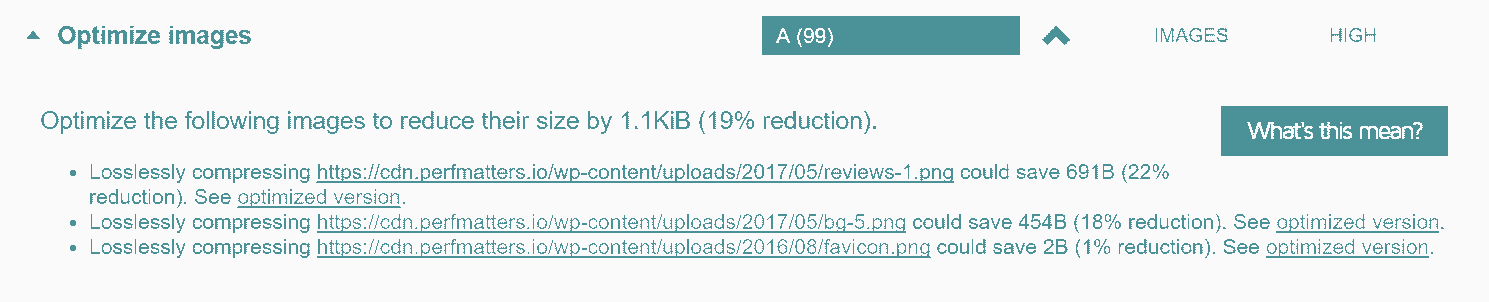 Optimize images A (99) IMAGES HIGH
Optimize the following images to reduce their size by 1.1KiB (19% reduction).
What's this mean?
Losslessly compressing https://cdn.perfmatters.io/wp-content/uploads/2017/05/reviews-1.png could save 691B (22%
reduction). See optimized version.
Losslessly compressing https://cdn.perfmatters.io/wp-content/uploads/2017/05/bg-5.png could save 454B (18% reduction). See optimized version.
Losslessly compressing https://cdn.perfmatters.io/wp-content/uploads/2016/08/favicon.png could save 2B (1% reduction). See optimized version.